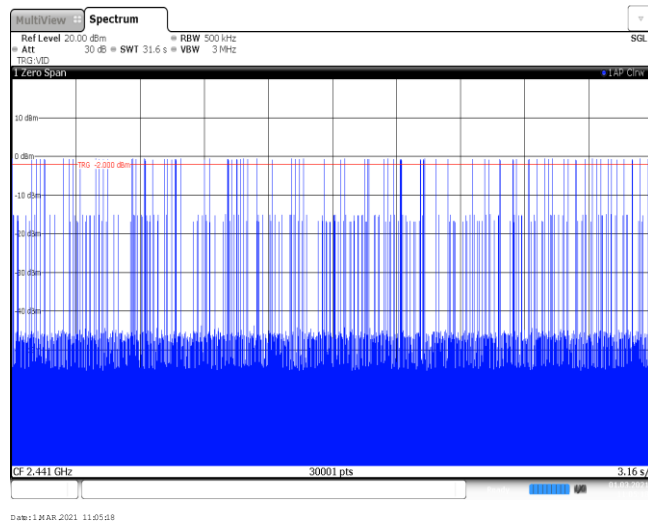 MultiView Spectrum
Ref Level 20.00 dBm RBW 500 kHz SGL
Att 30 dB SWT 31.6 s VBW 3 MHz
TRG:VID
1 Zero Span 1AP Clrw
10 dBm
0 dBm
TRG -2.000 dBm
-10 dBm
-20 dBm
-30 dBm
-40 dBm
CF 2.441 GHz 30001 pts 3.16 s/
Date:1.MAR.2021 11:05:18